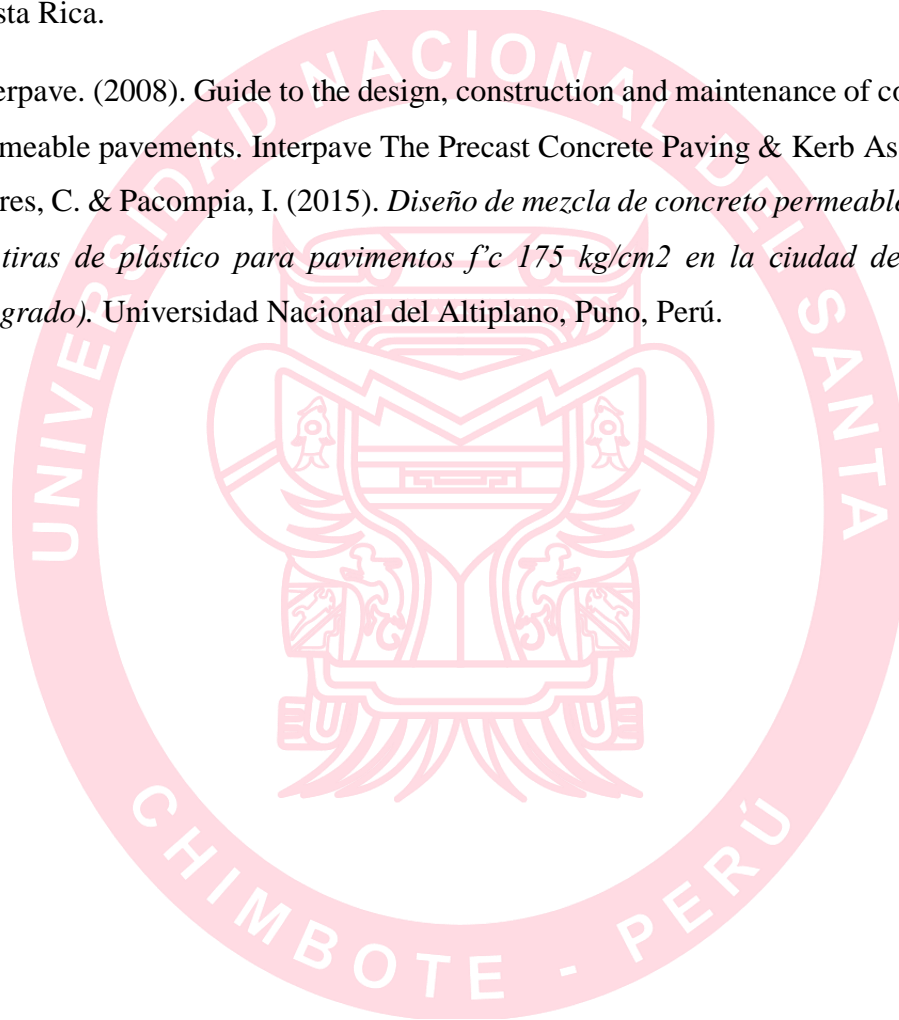 sta Rica.
erpave. (2008). Guide to the design, construction and maintenance of co
meable pavements. Interpave The Precast Concrete Paving & Kerb As
res, C. & Pacompia, I. (2015). Diseño de mezcla de concreto permeable
tiras de plástico para pavimentos f’c 175 kg/cm2 en la ciudad de
grado). Universidad Nacional del Altiplano, Puno, Perú.
UNIVERSIDAD NACIONAL DEL SANTA
CHIMBOTE - PERÚ